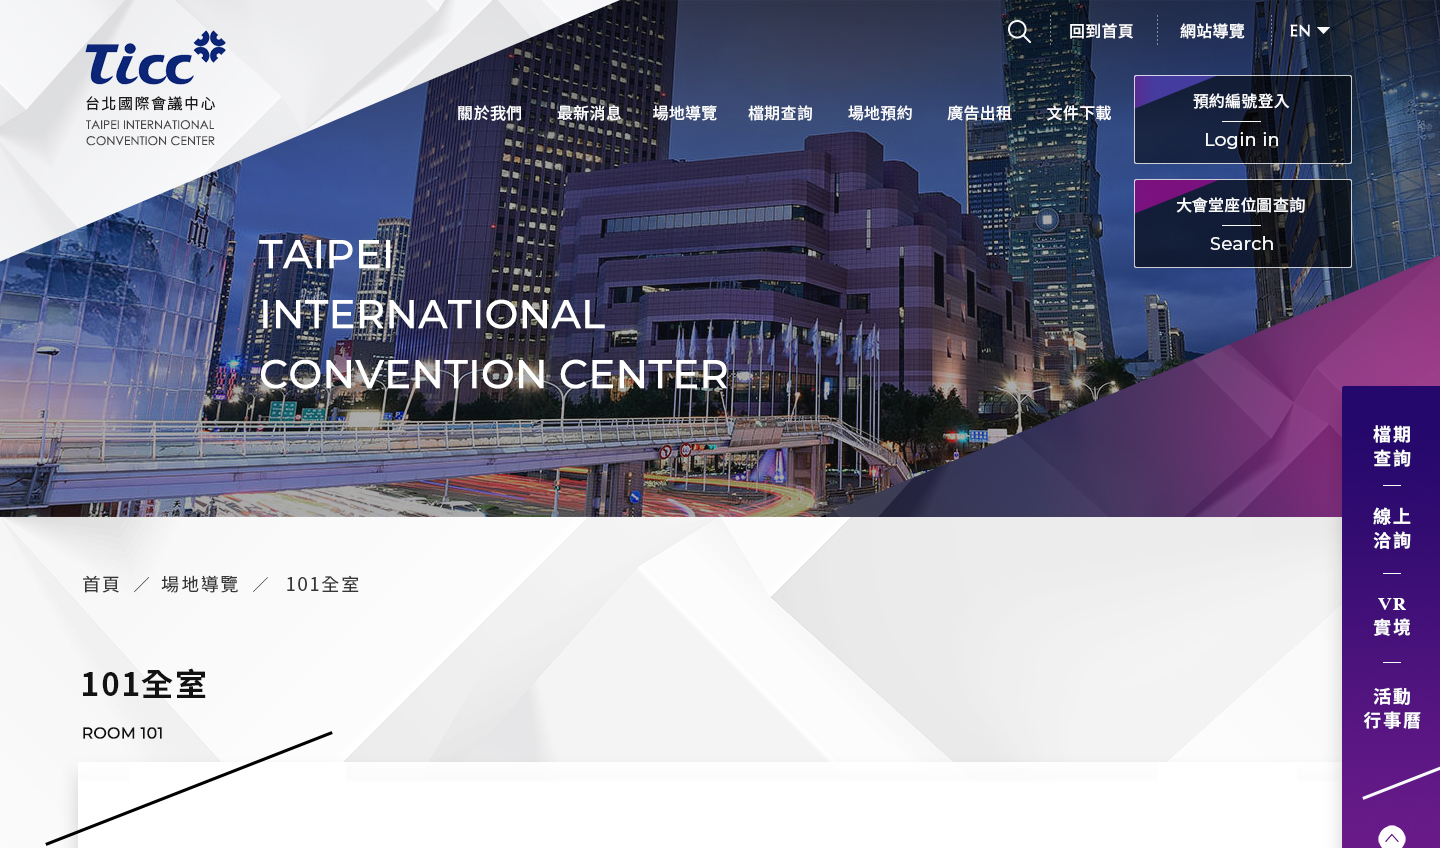 Ticc
台北國際會議中心
TAIPEI INTERNATIONAL
CONVENTION CENTER
回到首頁
網站導覽
EN
關於我們
最新消息
場地導覽
檔期查詢
場地預約
廣告出租
文件下載
預約編號登入
Login in
大會堂座位圖查詢
Search
TAIPEI
INTERNATIONAL
CONVENTION CENTER
檔期
查詢
線上
洽詢
VR
實境
活動
行事曆
首頁 ／ 場地導覽 ／ 101全室
101全室
ROOM 101